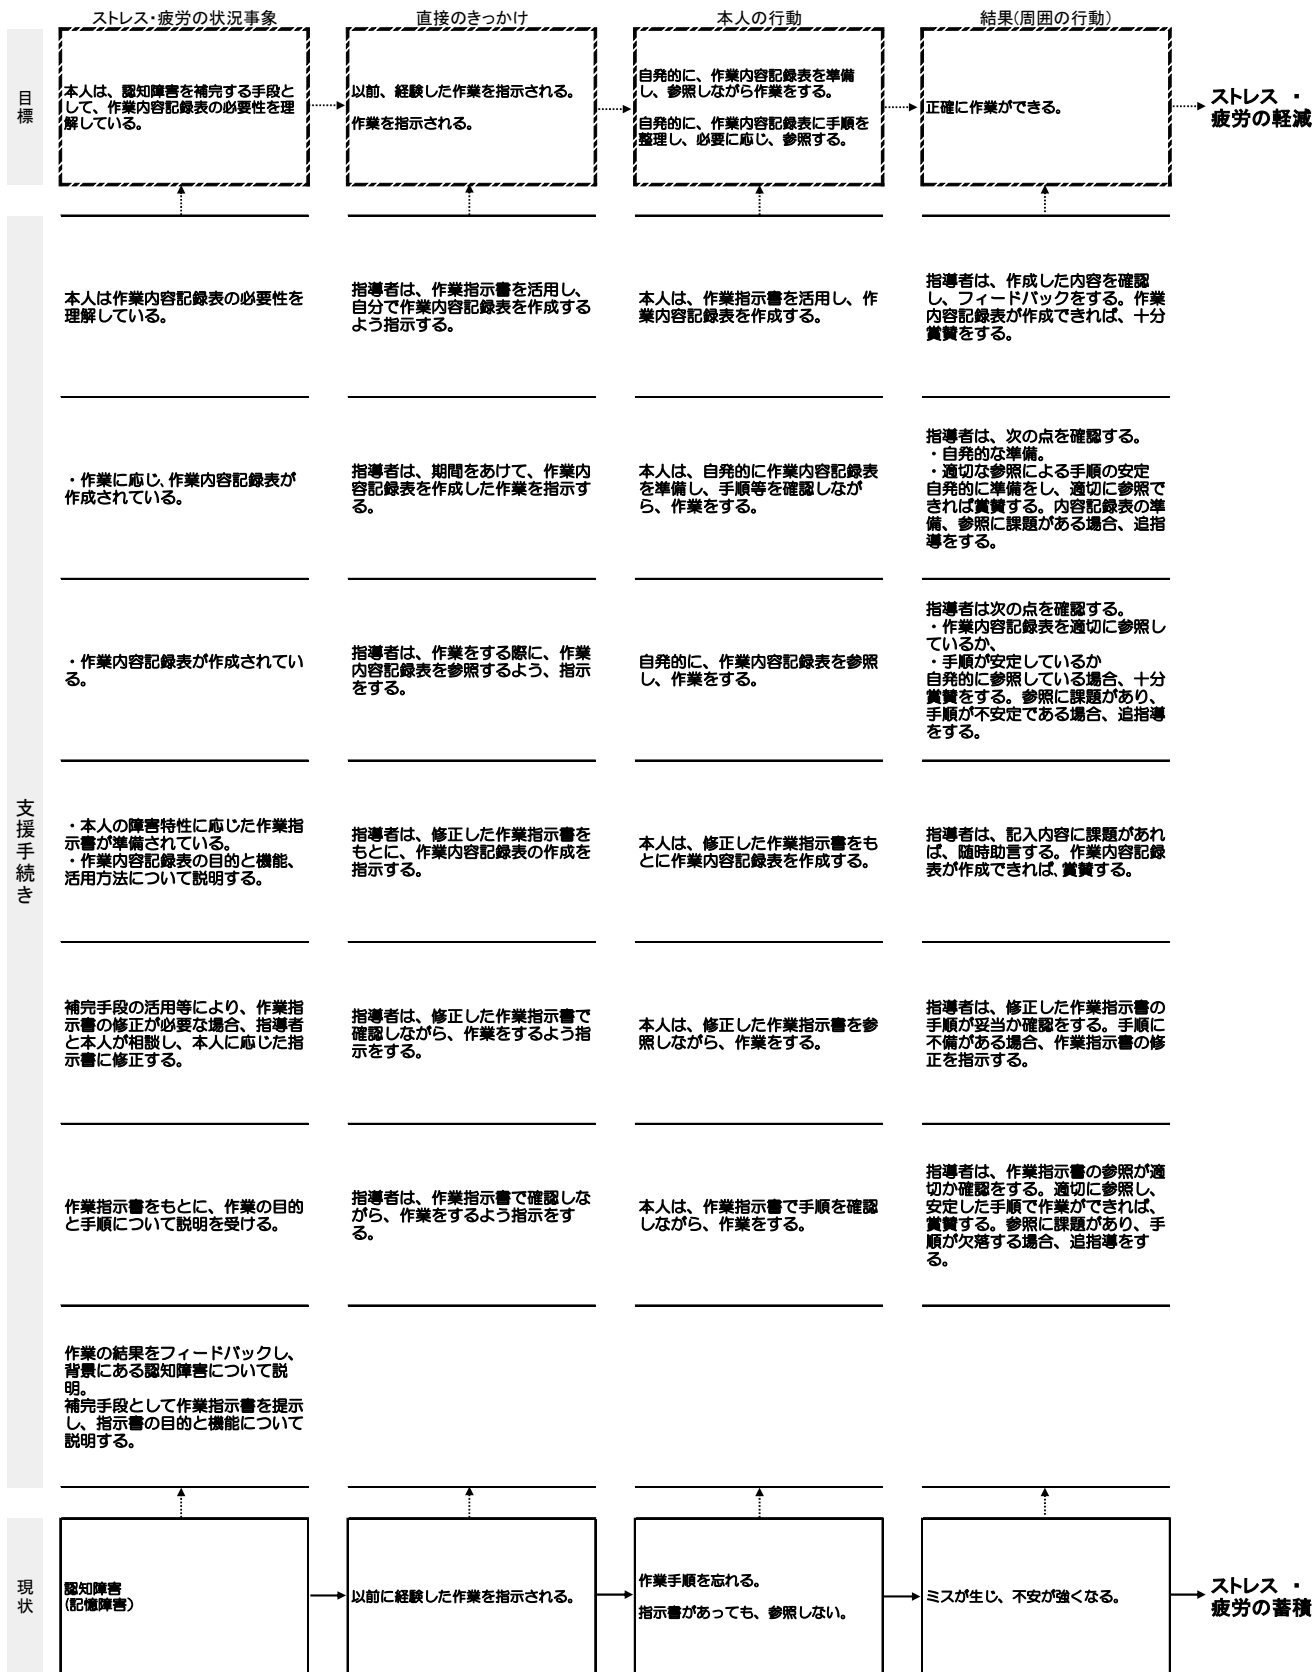 ストレス・疲労の状況事象
直接のきっかけ
本人の行動
結果(周囲の行動)
目標
本人は、認知障害を補完する手段と
して、作業内容記録表の必要性を理
解している。
以前、経験した作業を指示される。
作業を指示される。
自発的に、作業内容記録表を準備
し、参照しながら作業をする。
自発的に、作業内容記録表に手順を
整理し、必要に応じ、参照する。
正確に作業ができる。
ストレス ・
疲労の軽減
支援手続き
本人は作業内容記録表の必要性を
理解している。
指導者は、作業指示書を活用し、
自分で作業内容記録表を作成する
よう指示する。
本人は、作業指示書を活用し、作
業内容記録表を作成する。
指導者は、作成した内容を確認
し、フィードバックをする。作業
内容記録表が作成できれば、十分
賞賛をする。
・作業に応じ、作業内容記録表が
作成されている。
指導者は、期間をあけて、作業内
容記録表を作成した作業を指示す
る。
本人は、自発的に作業内容記録表
を準備し、手順等を確認しなが
ら、作業をする。
指導者は、次の点を確認する。
・自発的な準備。
・適切な参照による手順の安定
自発的に準備をし、適切に参照で
きれば賞賛する。内容記録表の準
備、参照に課題がある場合、追指
導をする。
・作業内容記録表が作成されてい
る。
指導者は、作業をする際に、作業
内容記録表を参照するよう、指示
をする。
自発的に、作業内容記録表を参照
し、作業をする。
指導者は次の点を確認する。
・作業内容記録表を適切に参照し
ているか、
・手順が安定しているか
自発的に参照している場合、十分
賞賛をする。参照に課題があり、
手順が不安定である場合、追指導
をする。
・本人の障害特性に応じた作業指
示書が準備されている。
・作業内容記録表の目的と機能、
活用方法について説明する。
指導者は、修正した作業指示書を
もとに、作業内容記録表の作成を
指示する。
本人は、修正した作業指示書をも
とに作業内容記録表を作成する。
指導者は、記入内容に課題があれ
ば、随時助言する。作業内容記録
表が作成できれば、賞賛する。
補完手段の活用等により、作業指
示書の修正が必要な場合、指導者
と本人が相談し、本人に応じた指
示書に修正する。
指導者は、修正した作業指示書で
確認しながら、作業をするよう指
示をする。
本人は、修正した作業指示書を参
照しながら、作業をする。
指導者は、修正した作業指示書の
手順が妥当か確認をする。手順に
不備がある場合、作業指示書の修
正を指示する。
作業指示書をもとに、作業の目的
と手順について説明を受ける。
指導者は、作業指示書で確認しな
がら、作業をするよう指示をす
る。
本人は、作業指示書で手順を確認
しながら、作業をする。
指導者は、作業指示書の参照が適
切か確認をする。適切に参照し、
安定した手順で作業ができれば、
賞賛する。参照に課題があり、手
順が欠落する場合、追指導をす
る。
作業の結果をフィードバックし、
背景にある認知障害について説
明。
補完手段として作業指示書を提示
し、指示書の目的と機能について
説明する。
現状
認知障害
(記憶障害)
以前に経験した作業を指示される。
作業手順を忘れる。
指示書があっても、参照しない。
ミスが生じ、不安が強くなる。
ストレス ・
疲労の蓄積